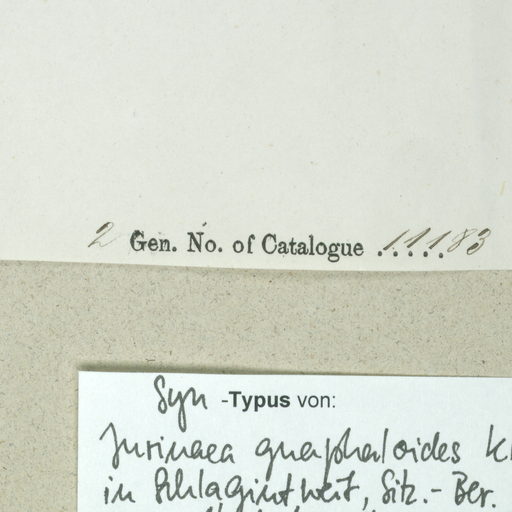 2 Gen. No. of Catalogue .11183
Syn -Typus von:
Jurinaea gnaphaloides
in Schlagintweit, Sitz.-Ber.